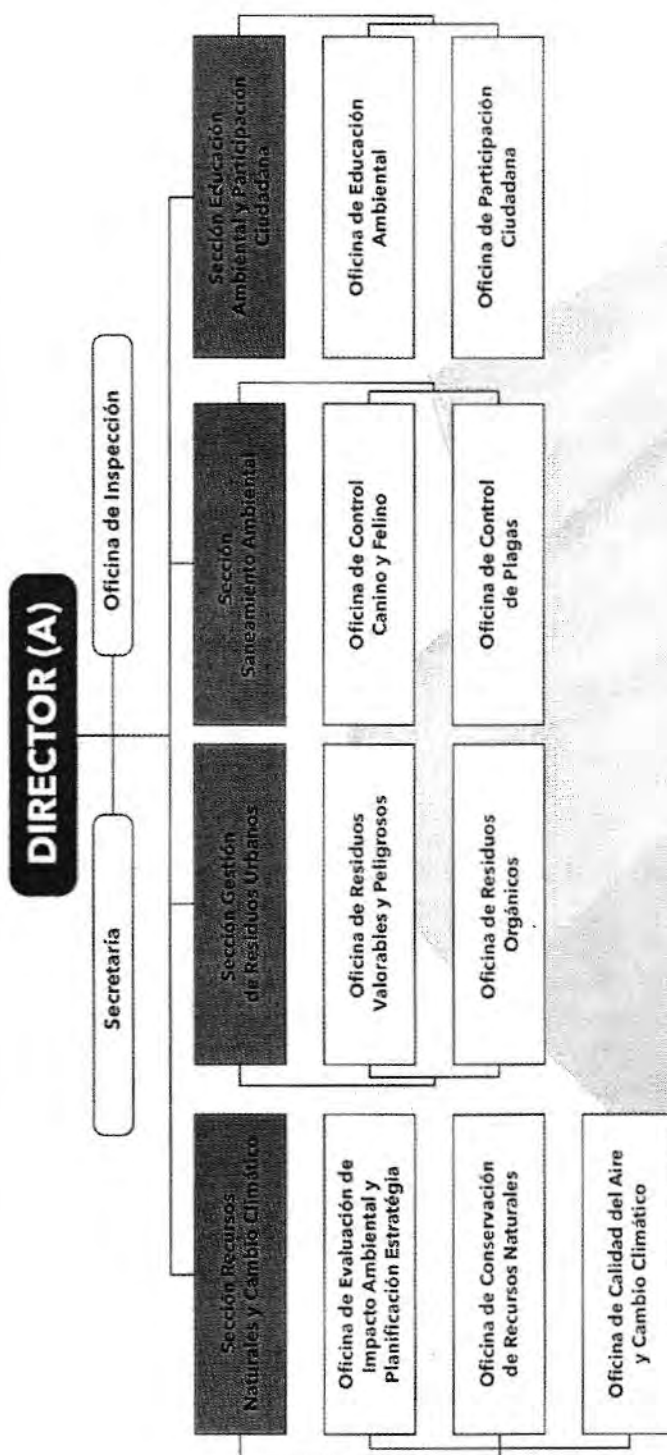 DIRECTOR (A)
Secretaría
Oficina de Inspección
Sección Recursos
Naturales y Cambio Climático
Oficina de Evaluación de
Impacto Ambiental y
Planificación Estratégia
Oficina de Conservación
de Recursos Naturales
Oficina de Calidad del Aire
y Cambio Climático
Sección Gestión
de Residuos Urbanos
Oficina de Residuos
Valorables y Peligrosos
Oficina de Residuos
Orgánicos
Sección
Saneamiento Ambiental
Oficina de Control
Canino y Felino
Oficina de Control
de Plagas
Sección Educación
Ambiental y Participación
Ciudadana
Oficina de Educación
Ambiental
Oficina de Participación
Ciudadana